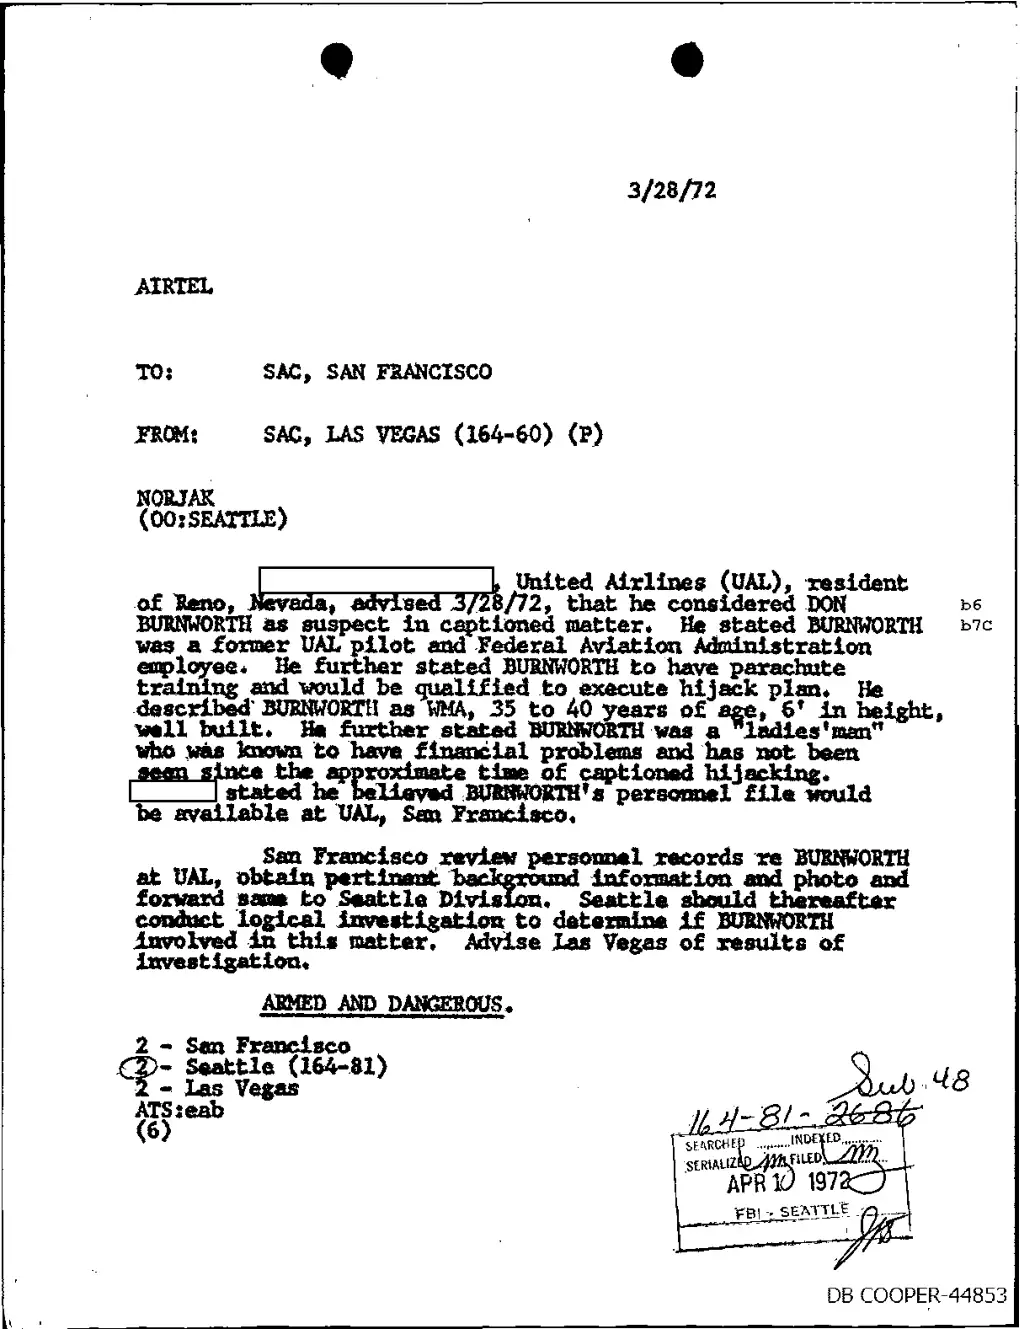 3/28/72
AIRTEL
TO: SAC, SAN FRANCISCO
FROM: SAC, LAS VEGAS (164-60) (P)
NORJAK
(OO:SEATTLE)
, United Airlines (UAL), resident
of Reno, Nevada, advised 3/28/72, that he considered DON
BURNWORTH as suspect in captioned matter. He stated BURNWORTH
was a former UAL pilot and Federal Aviation Administration
employee. He further stated BURNWORTH to have parachute
training and would be qualified to execute hijack plan. He
described BURNWORTH as WMA, 35 to 40 years of age, 6' in height,
well built. He further stated BURNWORTH was a "ladies'man"
who was known to have financial problems and has not been
seen since the approximate time of captioned hijacking.
stated he believed BURNWORTH's personnel file would
be available at UAL, San Francisco.
b6
b7C
San Francisco review personnel records re BURNWORTH
at UAL, obtain pertinent background information and photo and
forward same to Seattle Division. Seattle should thereafter
conduct logical investigation to determine if BURNWORTH
involved in this matter. Advise Las Vegas of results of
investigation.
ARMED AND DANGEROUS.
2 - San Francisco
2 - Seattle (164-81)
2 - Las Vegas
ATS:eab
(6)
Sub 48
164-81-2686
SEARCHED ..........INDEXED............
SERIALIZED FILED
APR 10 1972
FBI - SEATTLE
DB COOPER-44853